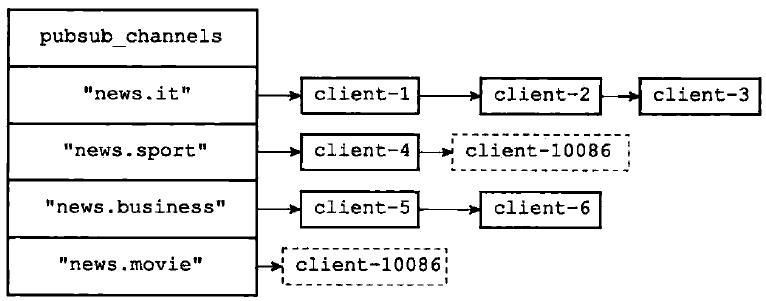 pubsub_channels
"news.it" client-1 client-2 client-3
"news.sport" client-4 client-10086
"news.business" client-5 client-6
"news.movie" client-10086